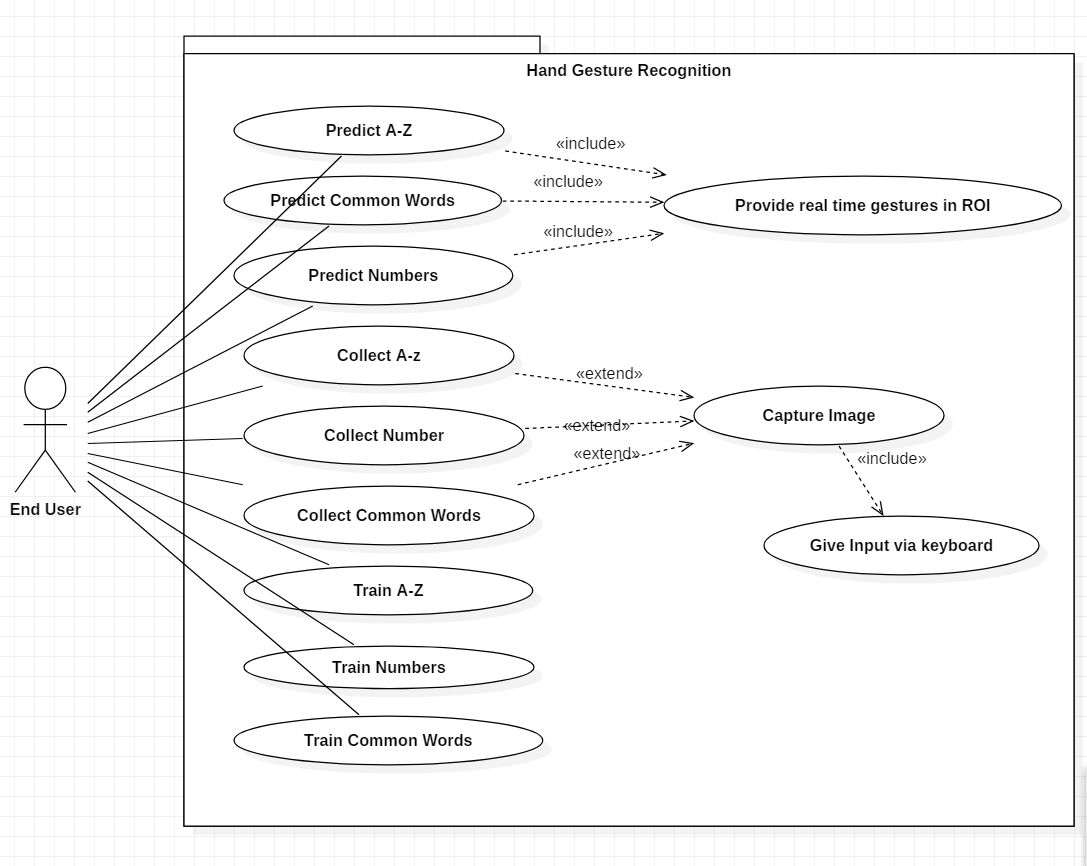 Hand Gesture Recognition
Predict A-Z
«include»
Predict Common Words
«include»
Provide real time gestures in ROI
Predict Numbers
«include»
Collect A-z
«extend»
Collect Number
«extend»
Capture Image
«extend»
«include»
End User
Collect Common Words
Give Input via keyboard
Train A-Z
Train Numbers
Train Common Words